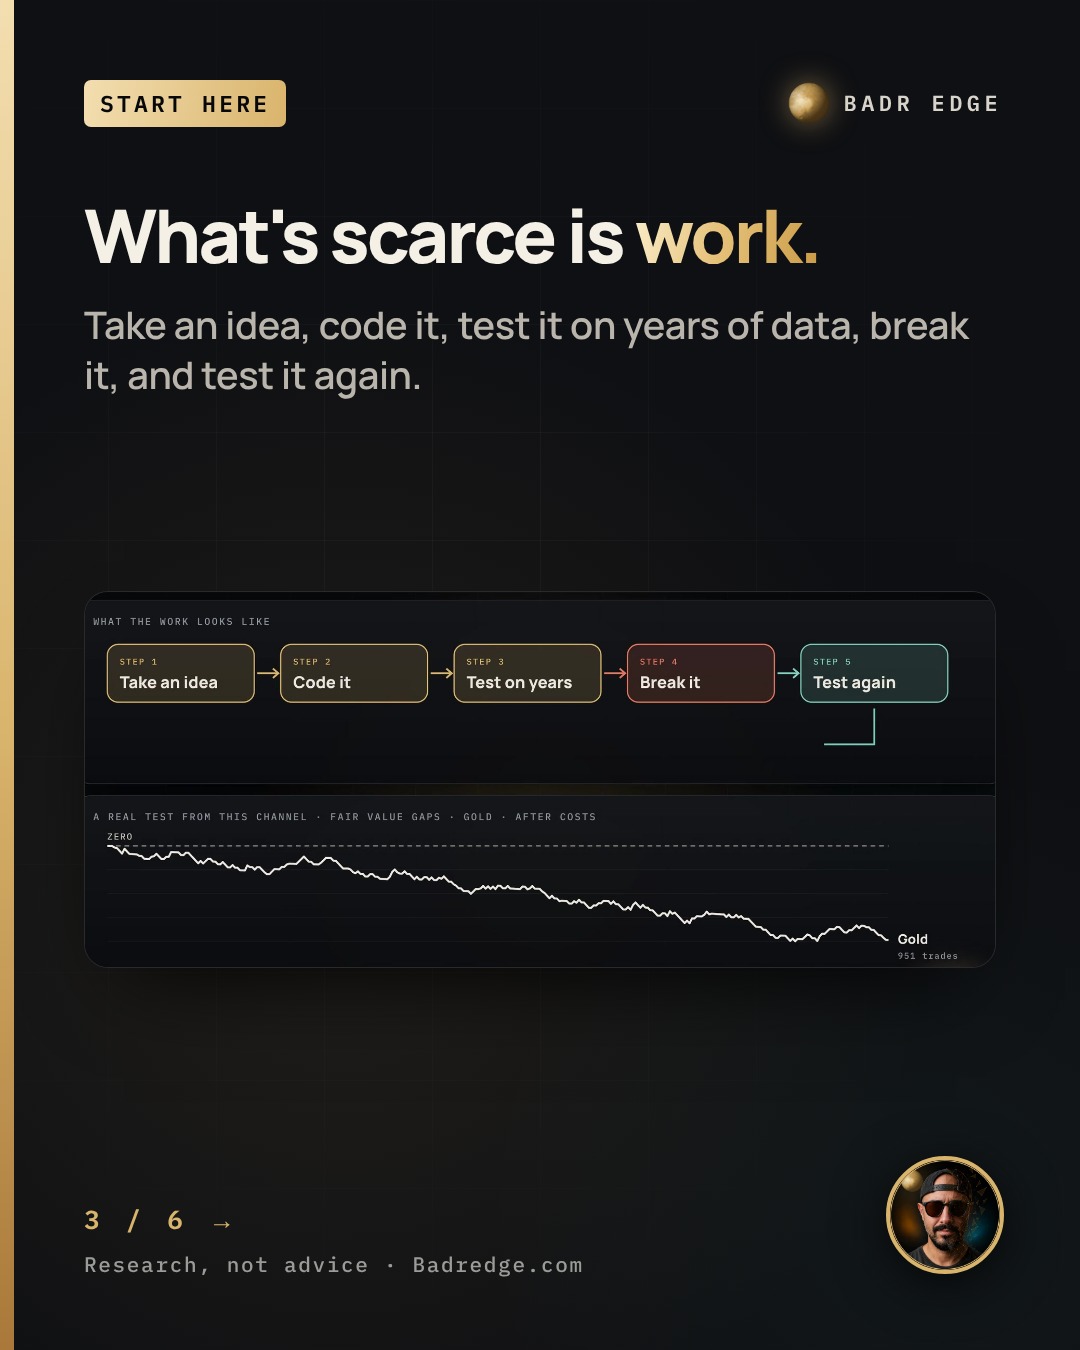 START HERE
BADR EDGE
What's scarce is work.
Take an idea, code it, test it on years of data, break
it, and test it again.
WHAT THE WORK LOOKS LIKE
STEP 1
Take an idea
STEP 2
Code it
STEP 3
Test on years
STEP 4
Break it
STEP 5
Test again
A REAL TEST FROM THIS CHANNEL · FAIR VALUE GAPS · GOLD · AFTER COSTS
ZERO
Gold
951 trades
3 / 6 →
Research, not advice · Badredge.com